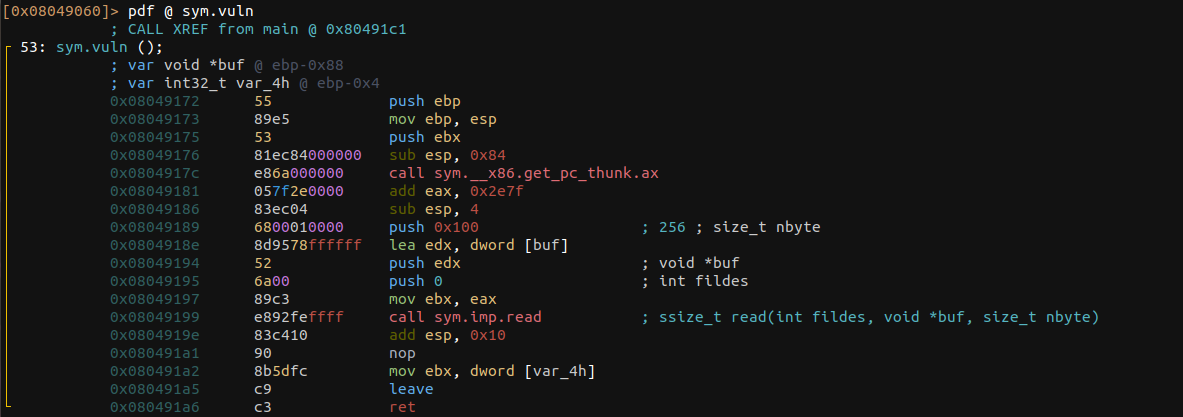 [0x08049060]> pdf @ sym.vuln
; CALL XREF from main @ 0x80491c1
53: sym.vuln ();
; var void *buf @ ebp-0x88
; var int32_t var_4h @ ebp-0x4
0x08049172 55 push ebp
0x08049173 89e5 mov ebp, esp
0x08049175 53 push ebx
0x08049176 81ec84000000 sub esp, 0x84
0x0804917c e86a000000 call sym.__x86.get_pc_thunk.ax
0x08049181 057f2e0000 add eax, 0x2e7f
0x08049186 83ec04 sub esp, 4
0x08049189 6800010000 push 0x100 ; 256 ; size_t nbyte
0x0804918e 8d9578ffffff lea edx, dword [buf]
0x08049194 52 push edx ; void *buf
0x08049195 6a00 push 0 ; int fildes
0x08049197 89c3 mov ebx, eax
0x08049199 e892feffff call sym.imp.read ; ssize_t read(int fildes, void *buf, size_t nbyte)
0x0804919e 83c410 add esp, 0x10
0x080491a1 90 nop
0x080491a2 8b5dfc mov ebx, dword [var_4h]
0x080491a5 c9 leave
0x080491a6 c3 ret